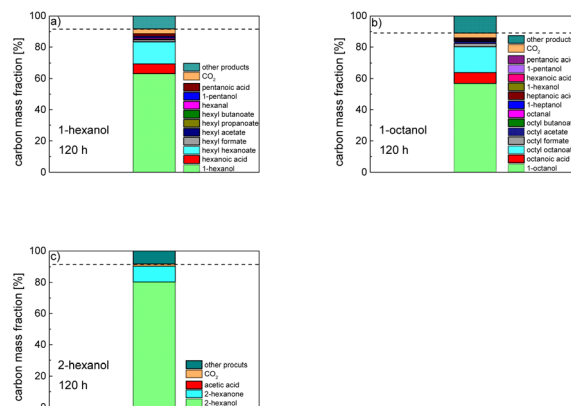 a)
carbon mass fraction [%]
100
80
60
40
20
0
1-hexanol
120 h
other products
CO2
pentanoic acid
1-pentanol
hexanal
hexyl butanoate
hexyl propanoate
hexyl acetate
hexyl formate
hexyl hexanoate
hexanoic acid
1-hexanol
b)
carbon mass fraction [%]
100
80
60
40
20
0
1-octanol
120 h
other products
CO2
pentanoic aci
1-pentanol
hexanoic acid
1-hexanol
heptanoic acid
1-heptanol
octanal
octyl butanoat
octyl acetate
octyl formate
octyl octanoat
octanoic acid
1-octanol
c)
carbon mass fraction [%]
100
80
60
40
20
0
2-hexanol
120 h
other procuts
CO2
acetic acid
2-hexanone
2-hexanol